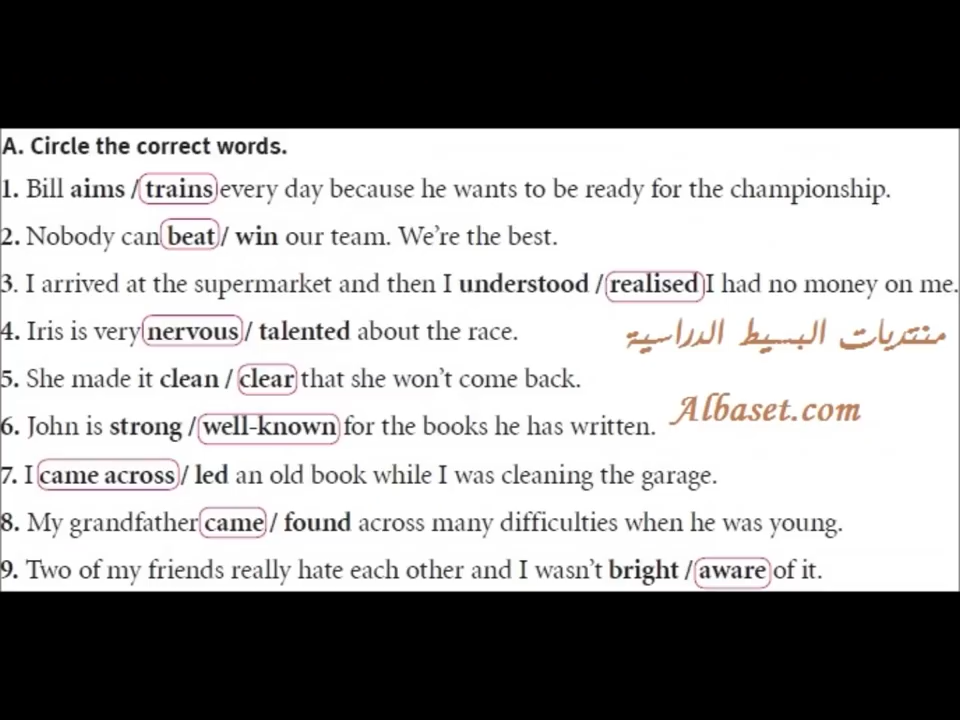 A. Circle the correct words.
1. Bill aims / trains every day because he wants to be ready for the championship.
2. Nobody can beat / win our team. We're the best.
3. I arrived at the supermarket and then I understood / realised I had no money on me.
4. Iris is very nervous / talented about the race.
منتديات البسيط الدراسية
5. She made it clean / clear that she won't come back.
Albaset.com
6. John is strong / well-known for the books he has written.
7. I came across / led an old book while I was cleaning the garage.
8. My grandfather came / found across many difficulties when he was young.
9. Two of my friends really hate each other and I wasn't bright / aware of it.